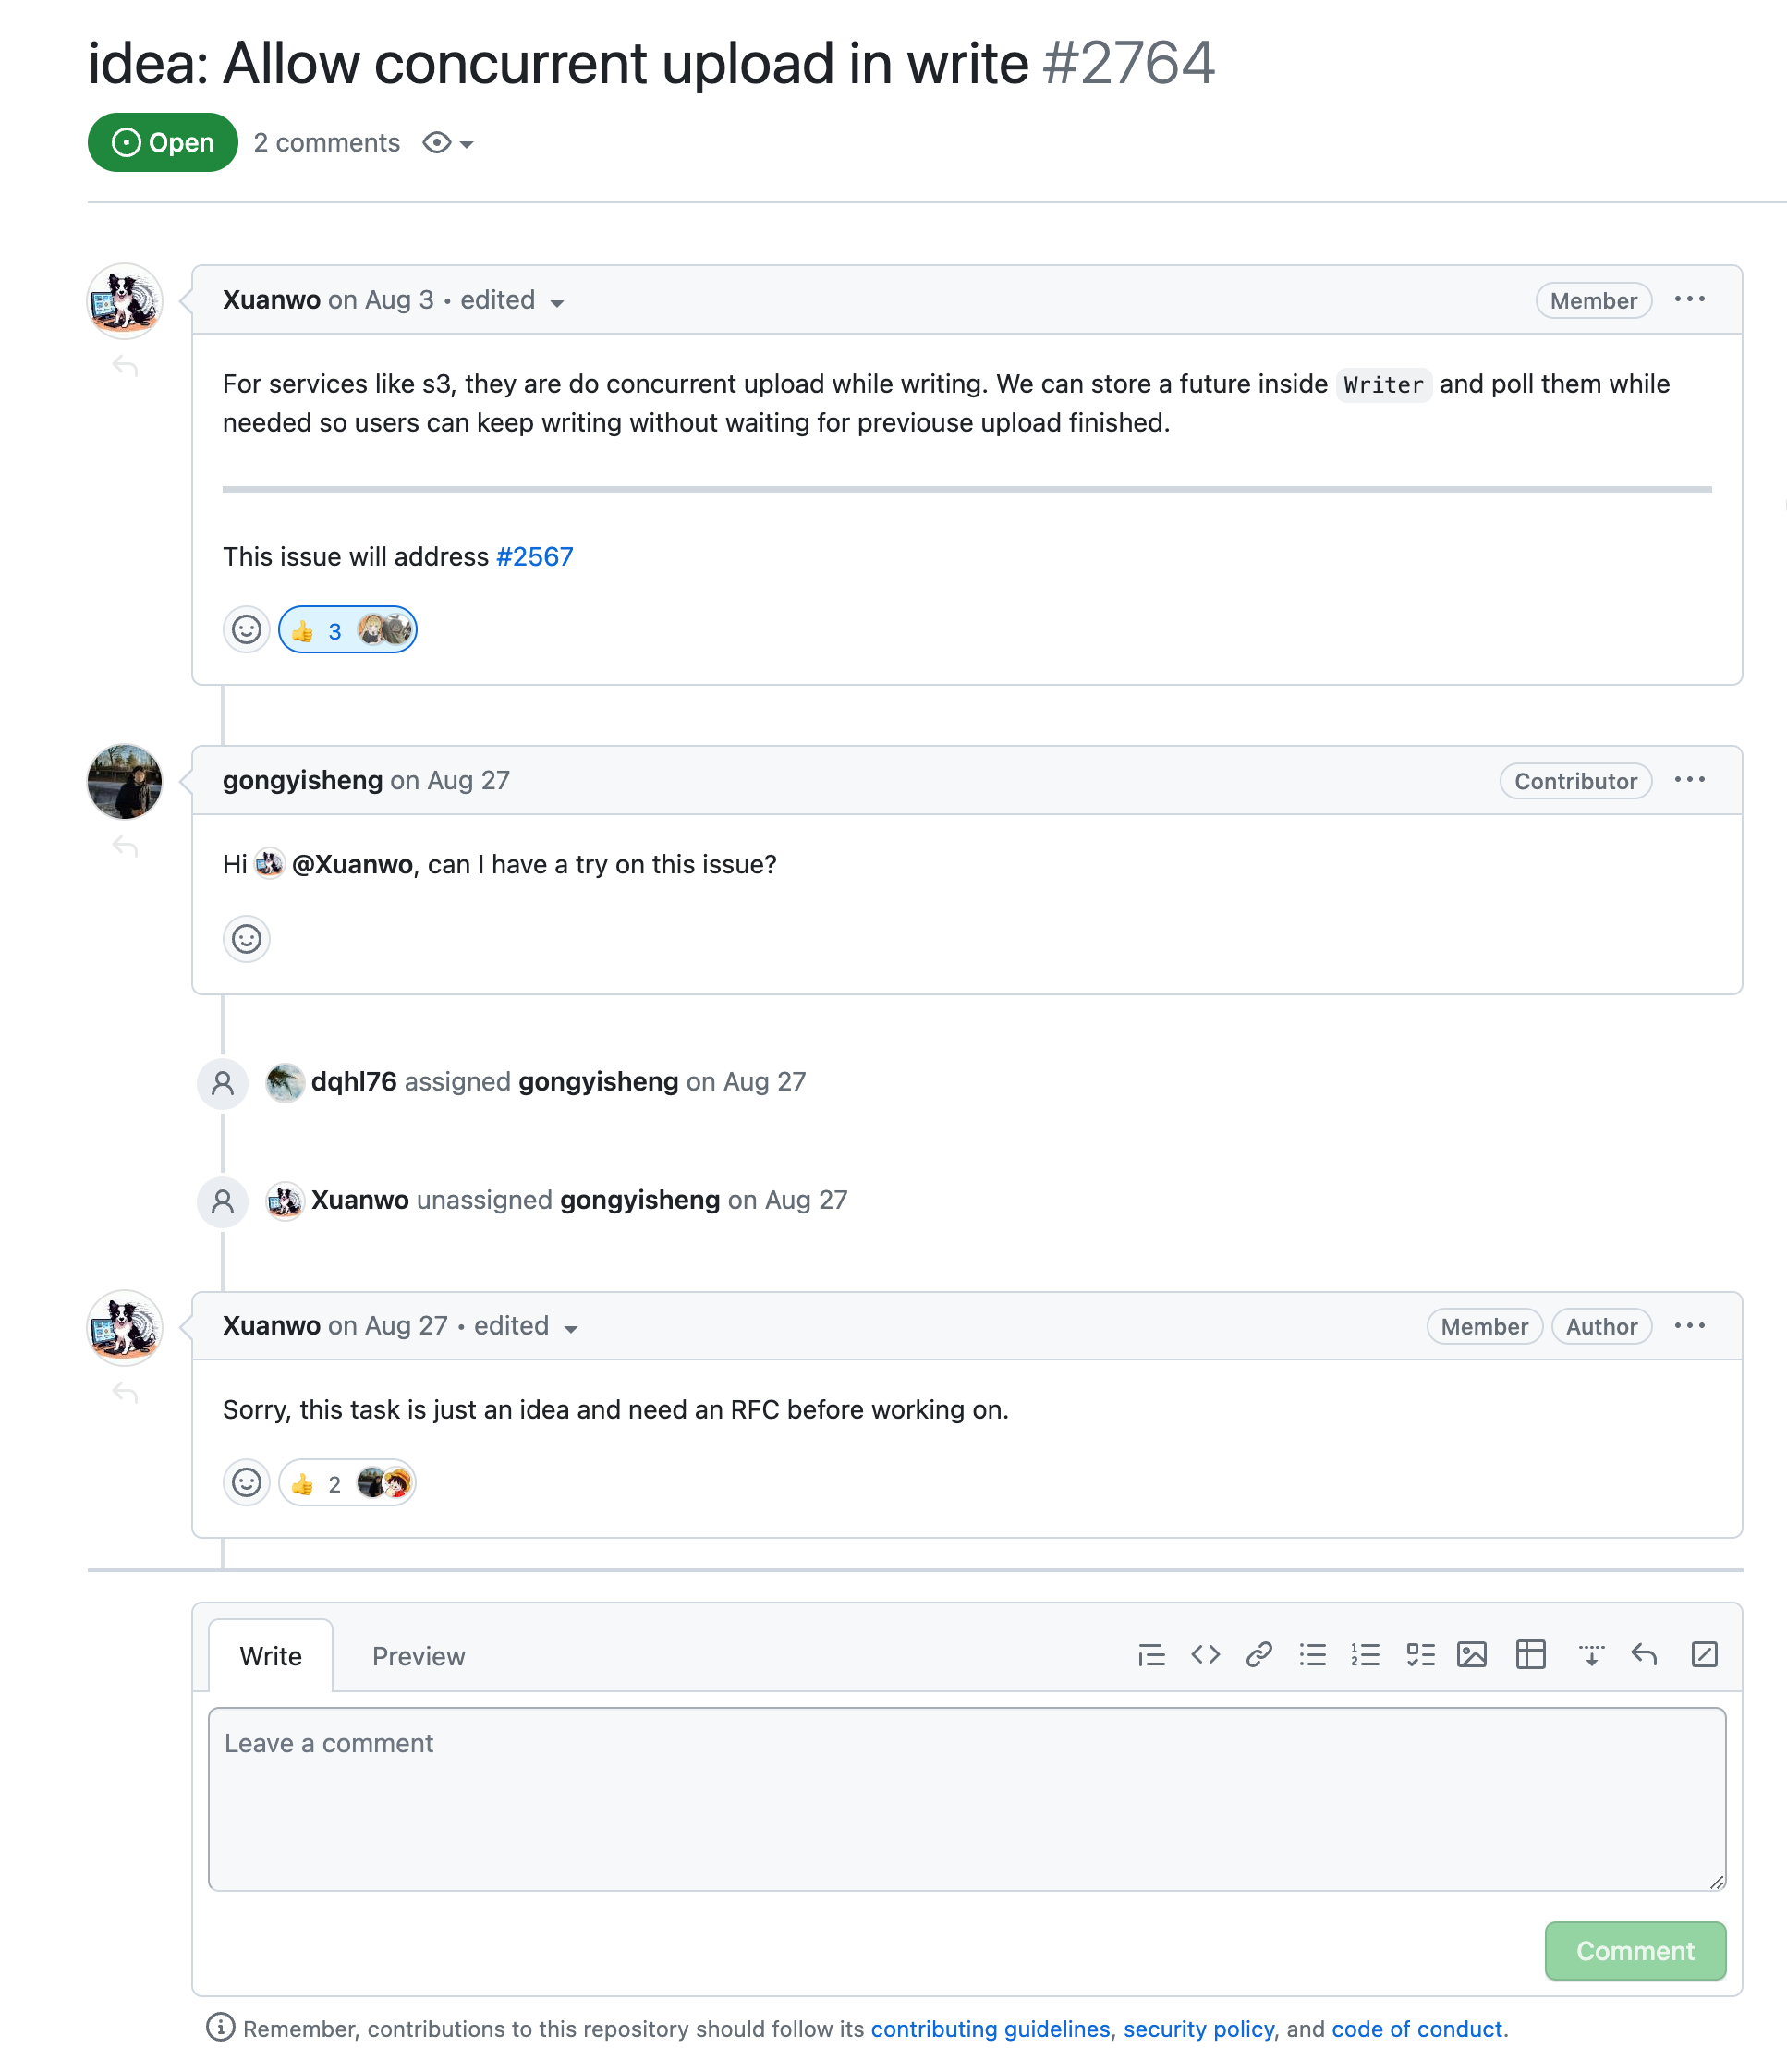 idea: Allow concurrent upload in write #2764
Open 2 comments
Xuanwo on Aug 3 • edited Member
For services like s3, they are do concurrent upload while writing. We can store a future inside Writer and poll them while
needed so users can keep writing without waiting for previouse upload finished.
This issue will address #2567
👍 3
gongyisheng on Aug 27 Contributor
Hi @Xuanwo, can I have a try on this issue?
dqhl76 assigned gongyisheng on Aug 27
Xuanwo unassigned gongyisheng on Aug 27
Xuanwo on Aug 27 • edited Member Author
Sorry, this task is just an idea and need an RFC before working on.
👍 2
Write Preview
Leave a comment
Comment
Remember, contributions to this repository should follow its contributing guidelines, security policy, and code of conduct.